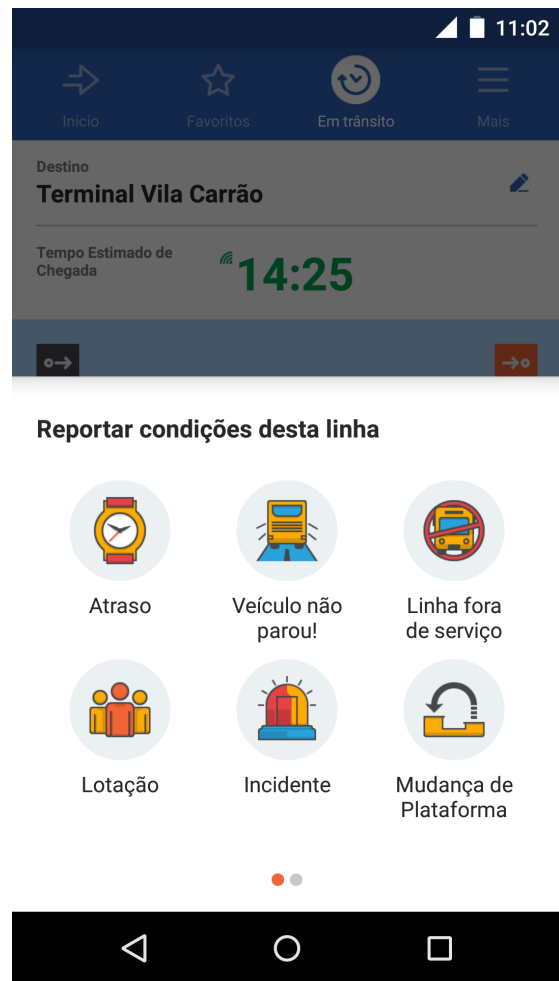 11:02
Início Favoritos Em trânsito Mais
Destino
Terminal Vila Carrão
Tempo Estimado de
Chegada
14:25
Reportar condições desta linha
Atraso
Veículo não
parou!
Linha fora
de serviço
Lotação
Incidente
Mudança de
Plataforma